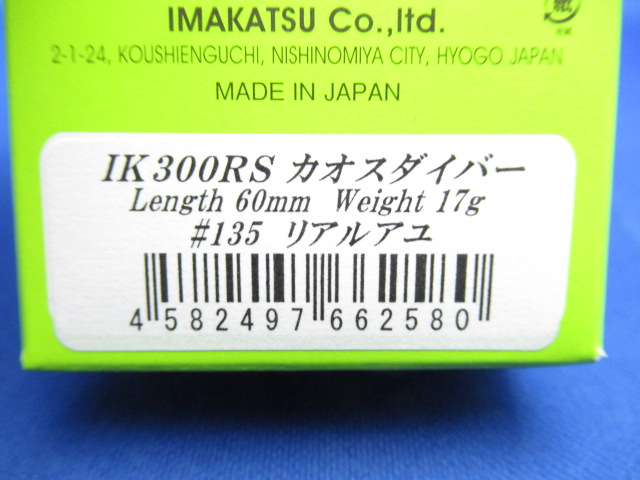 IMAKATSU Co.,ltd.
2-1-24, KOUSHIENGUCHI, NISHINOMIYA CITY, HYOGO JAPAN
MADE IN JAPAN
IK300RS カオスダイバー
Length 60mm Weight 17g
#135 リアルアユ
4 582497 662580